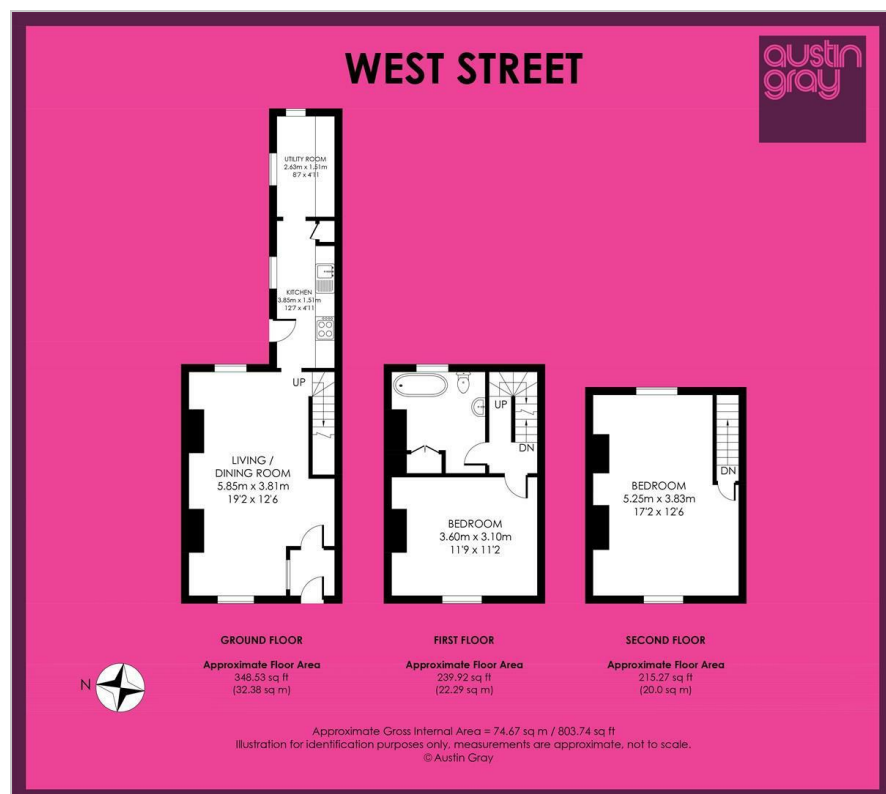 WEST STREET
austin
gray
UTILITY ROOM
2.63m x 1.51m
8'7 x 4'11
KITCHEN
3.85m x 1.51m
12'7 x 4'11
UP
LIVING /
DINING ROOM
5.85m x 3.81m
19'2 x 12'6
UP
DN
BEDROOM
3.60m x 3.10m
11'9 x 11'2
DN
BEDROOM
5.25m x 3.83m
17'2 x 12'6
GROUND FLOOR
Approximate Floor Area
348.53 sq ft
(32.38 sq m)
FIRST FLOOR
Approximate Floor Area
239.92 sq ft
(22.29 sq m)
SECOND FLOOR
Approximate Floor Area
215.27 sq ft
(20.0 sq m)
N
Approximate Gross Internal Area = 74.67 sq m / 803.74 sq ft
Illustration for identification purposes only, measurements are approximate, not to scale.
© Austin Gray